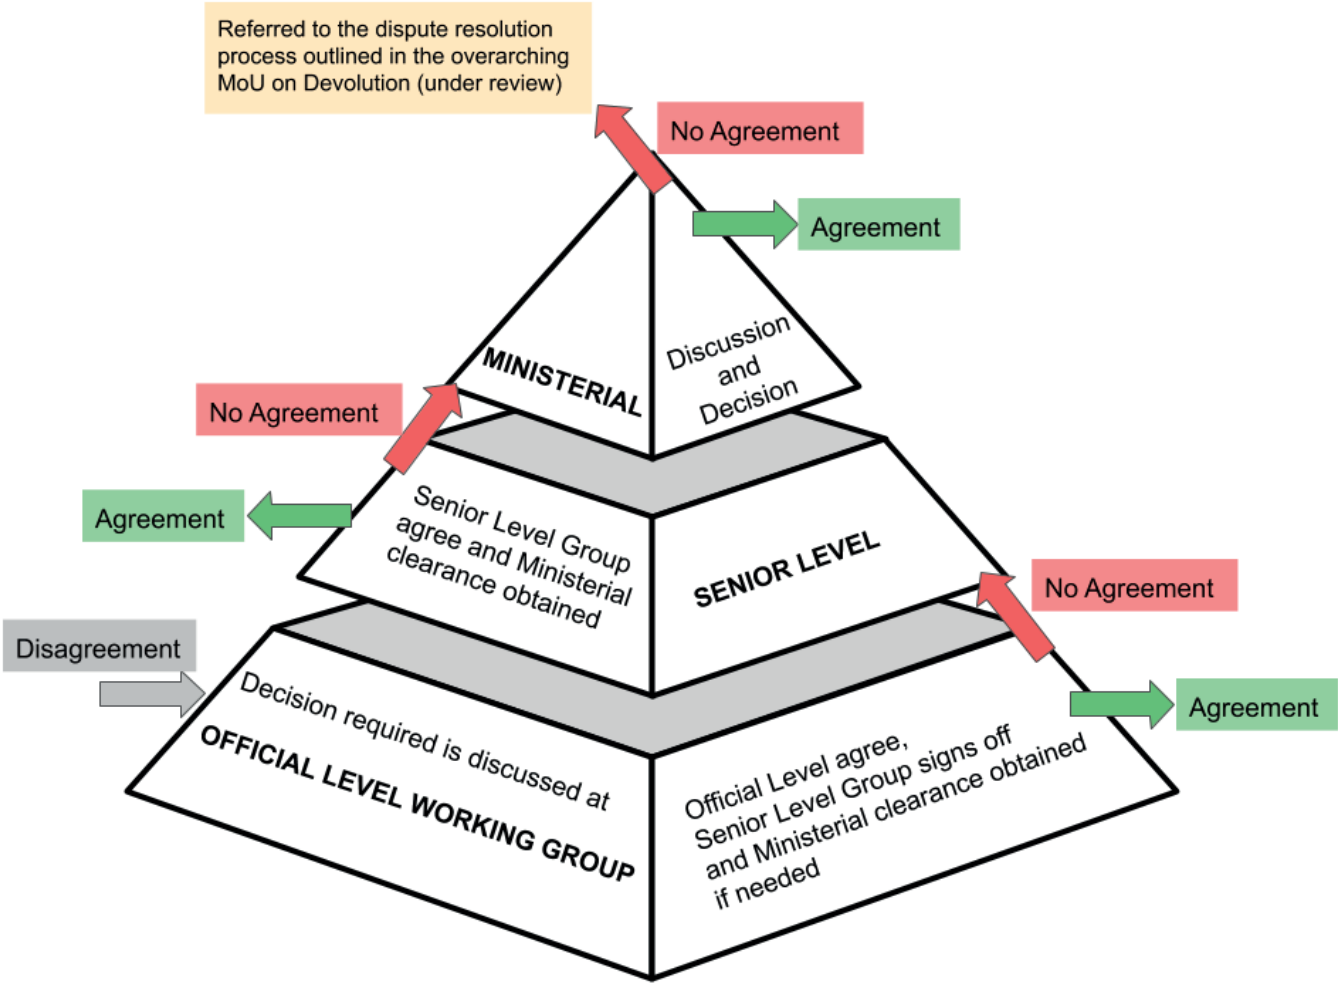 Referred to the dispute resolution
process outlined in the overarching
MoU on Devolution (under review)
No Agreement
Agreement
MINISTERIAL
Discussion
and
Decision
No Agreement
Agreement
Senior Level Group
agree and Ministerial
clearance obtained
SENIOR LEVEL
No Agreement
Agreement
Disagreement
Decision required is discussed at
OFFICIAL LEVEL WORKING GROUP
Official Level agree,
Senior Level Group signs off
and Ministerial clearance obtained
if needed